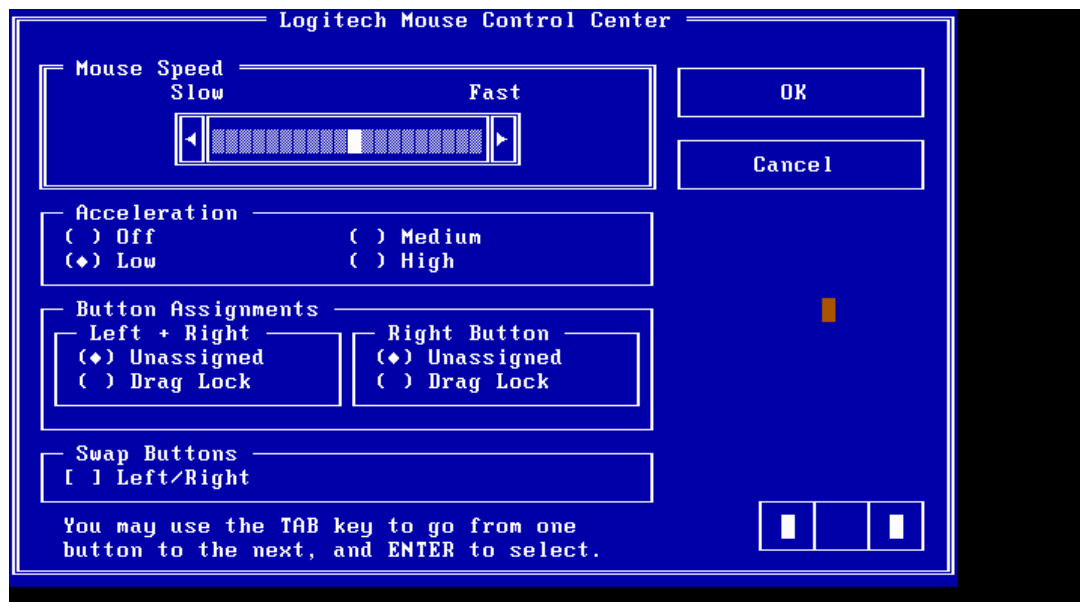 Logitech Mouse Control Center
Mouse Speed
Slow Fast
OK
Cancel
Acceleration
( ) Off ( ) Medium
(◆) Low ( ) High
Button Assignments
Left + Right Right Button
(◆) Unassigned (◆) Unassigned
( ) Drag Lock ( ) Drag Lock
Swap Buttons
[ ] Left/Right
You may use the TAB key to go from one
button to the next, and ENTER to select.